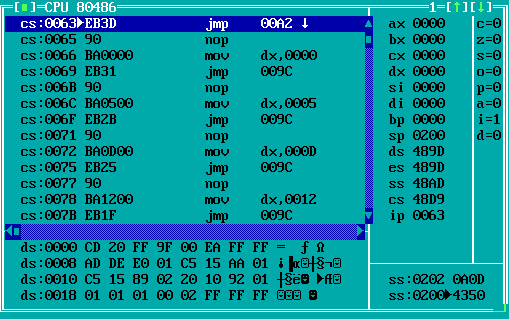 [■]=CPU 80486 1=[↑][↓]
cs:0063►EB3D jmp 00A2 ↓
cs:0065 90 nop
cs:0066 BA0000 mov dx,0000
cs:0069 EB31 jmp 009C
cs:006B 90 nop
cs:006C BA0500 mov dx,0005
cs:006F EB2B jmp 009C
cs:0071 90 nop
cs:0072 BA0D00 mov dx,000D
cs:0075 EB25 jmp 009C
cs:0077 90 nop
cs:0078 BA1200 mov dx,0012
cs:007B EB1F jmp 009C
ax 0000 c=0
bx 0000 z=0
cx 0000 s=0
dx 0000 o=0
si 0000 p=0
di 0000 a=0
bp 0000 i=1
sp 0200 d=0
ds 489D
es 489D
ss 48AD
cs 48D9
ip 0063
ds:0000 CD 20 FF 9F 00 EA FF FF = ƒ Ω
ds:0008 AD DE E0 01 C5 15 AA 01
ds:0010 C5 15 89 02 20 10 92 01
ds:0018 01 01 01 00 02 FF FF FF
ss:0202 0A0D
ss:0200►4350